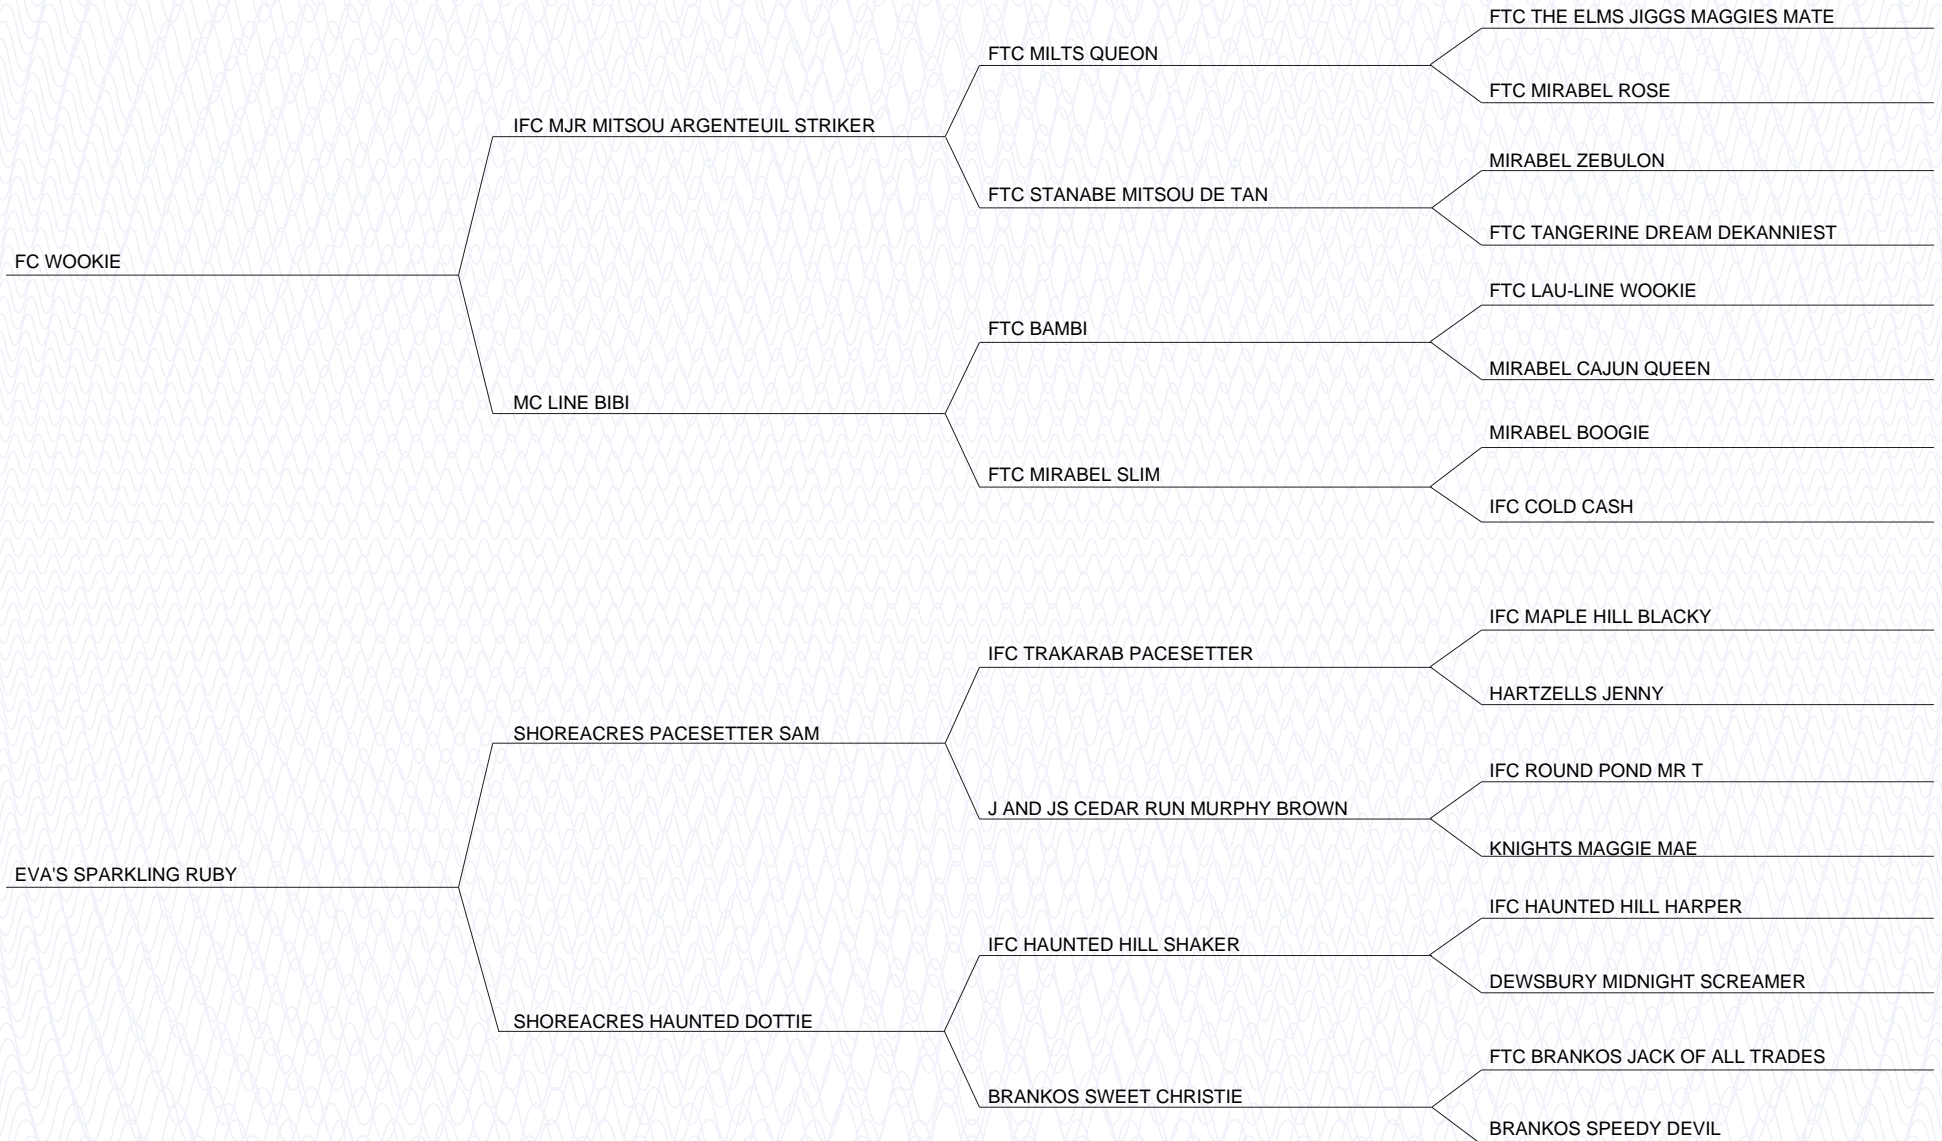 FTC THE ELMS JIGGS MAGGIES MATE
FTC MILTS QUEON
FTC MIRABEL ROSE
IFC MJR MITSOU ARGENTEUIL STRIKER
MIRABEL ZEBULON
FTC STANABE MITSOU DE TAN
FTC TANGERINE DREAM DEKANNIEST
FC WOOKIE
FTC LAU-LINE WOOKIE
FTC BAMBI
MIRABEL CAJUN QUEEN
MC LINE BIBI
MIRABEL BOOGIE
FTC MIRABEL SLIM
IFC COLD CASH
IFC MAPLE HILL BLACKY
IFC TRAKARAB PACESETTER
HARTZELLS JENNY
SHOREACRES PACESETTER SAM
IFC ROUND POND MR T
J AND JS CEDAR RUN MURPHY BROWN
KNIGHTS MAGGIE MAE
EVA'S SPARKLING RUBY
IFC HAUNTED HILL HARPER
IFC HAUNTED HILL SHAKER
DEWSBURY MIDNIGHT SCREAMER
SHOREACRES HAUNTED DOTTIE
FTC BRANKOS JACK OF ALL TRADES
BRANKOS SWEET CHRISTIE
BRANKOS SPEEDY DEVIL